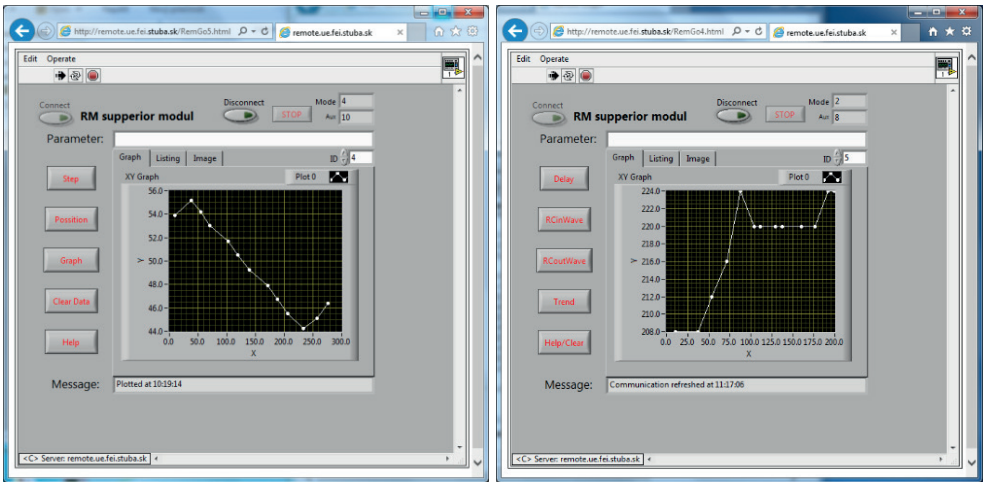 http://remote.ue.fei.stuba.sk/RemGo5.html
remote.ue.fei.stuba.sk
Edit Operate
Connect
RM supperior modul
Disconnect
STOP
Mode 4
Aux 10
Parameter:
Graph Listing Image
ID 4
Step
Possition
Graph
Clear Data
Help
XY Graph
Plot 0
56.0
54.0
52.0
50.0
48.0
46.0
44.0
Y
0.0 50.0 100.0 150.0 200.0 250.0 300.0
X
Message: Plotted at 10:19:14
<C> Server: remote.ue.fei.stuba.sk
http://remote.ue.fei.stuba.sk/RemGo4.html
remote.ue.fei.stuba.sk
Edit Operate
Connect
RM supperior modul
Disconnect
STOP
Mode 2
Aux 8
Parameter:
Graph Listing Image
ID 5
Delay
RCinWave
RCoutWave
Trend
Help/Clear
XY Graph
Plot 0
224.0
222.0
220.0
218.0
216.0
214.0
212.0
210.0
208.0
Y
0.0 25.0 50.0 75.0 100.0 125.0 150.0 175.0 200.0
X
Message: Communication refreshed at 11:17:06
<C> Server: remote.ue.fei.stuba.sk